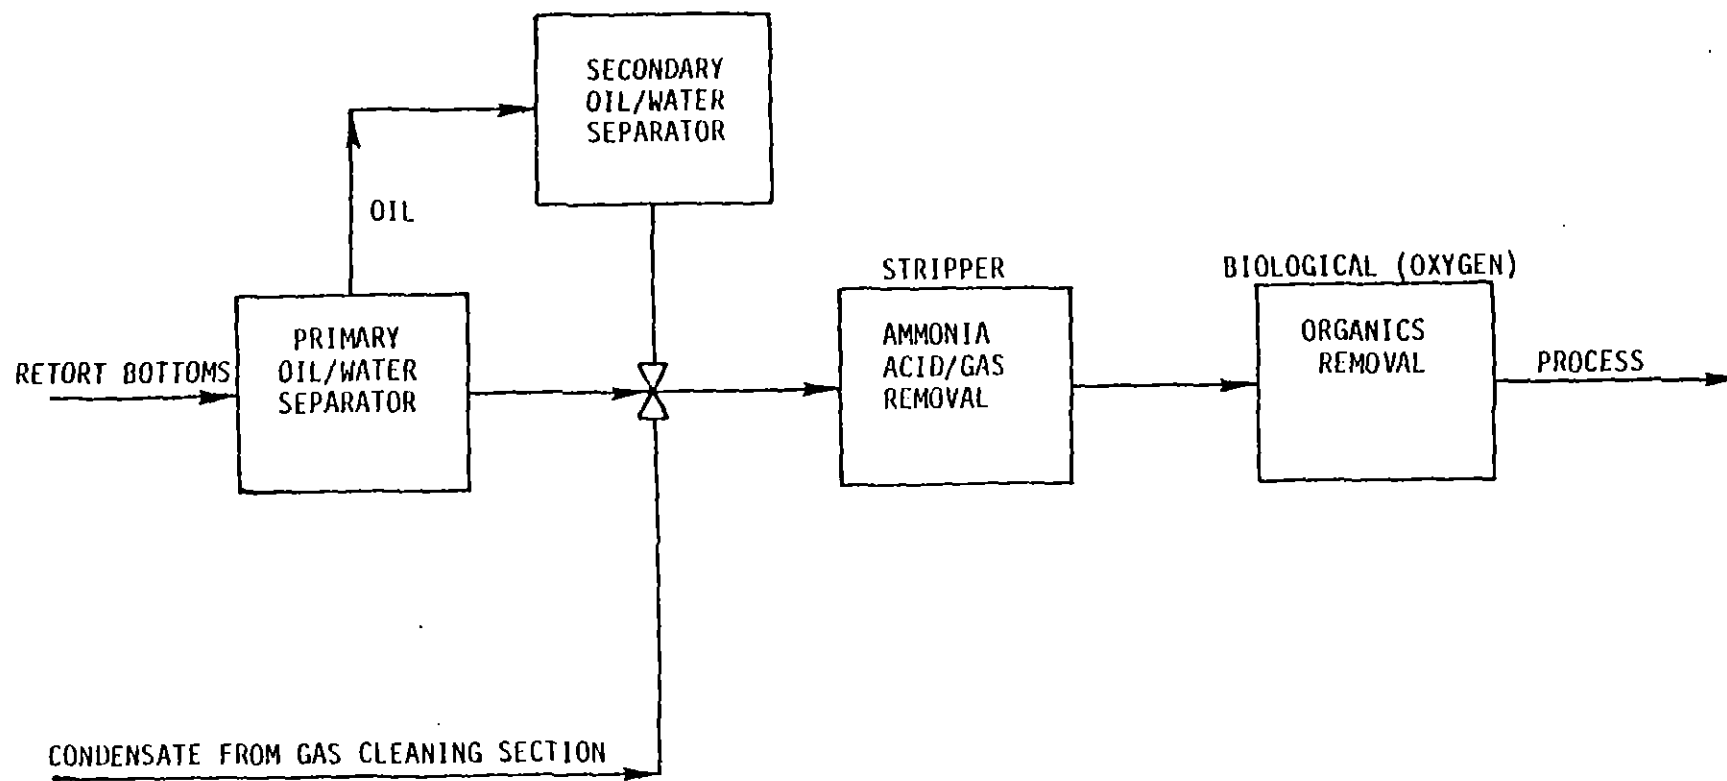 SECONDARY
OIL/WATER
SEPARATOR
OIL
STRIPPER
BIOLOGICAL (OXYGEN)
RETORT BOTTOMS
PRIMARY
OIL/WATER
SEPARATOR
AMMONIA
ACID/GAS
REMOVAL
ORGANICS
REMOVAL
PROCESS
CONDENSATE FROM GAS CLEANING SECTION